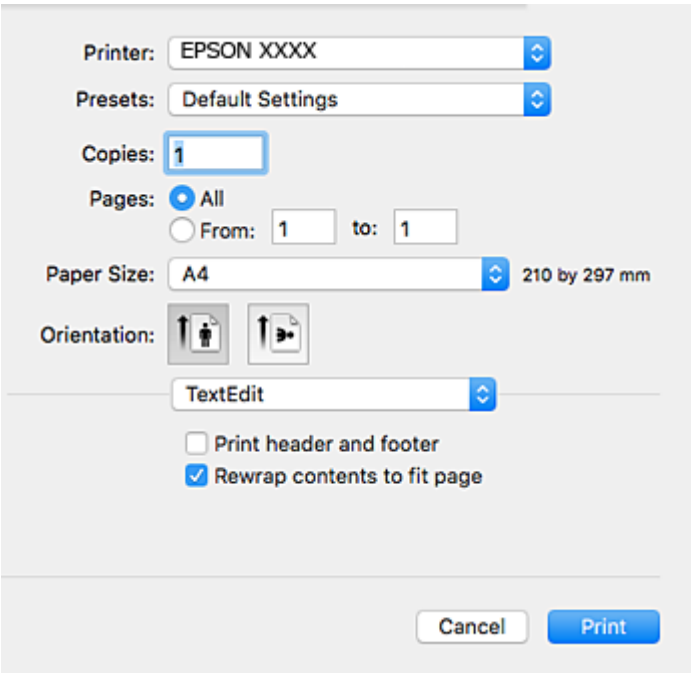 Printer: EPSON XXXX
Presets: Default Settings
Copies: 1
Pages: All
From: 1 to: 1
Paper Size: A4 210 by 297 mm
Orientation:
TextEdit
Print header and footer
Rewrap contents to fit page
Cancel Print